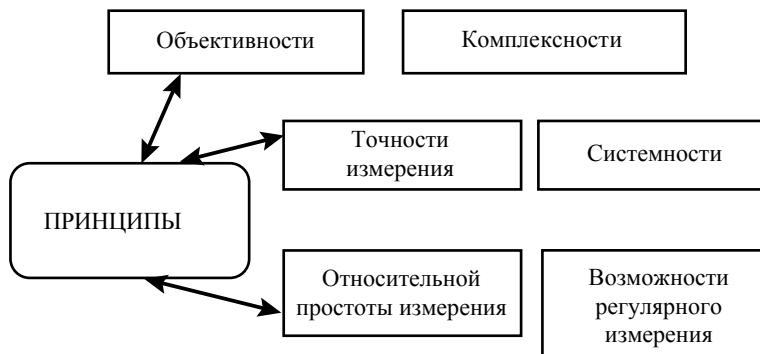 Объективности
Комплексности
Точности
измерения
Системности
ПРИНЦИПЫ
Относительной
простоты измерения
Возможности
регулярного
измерения